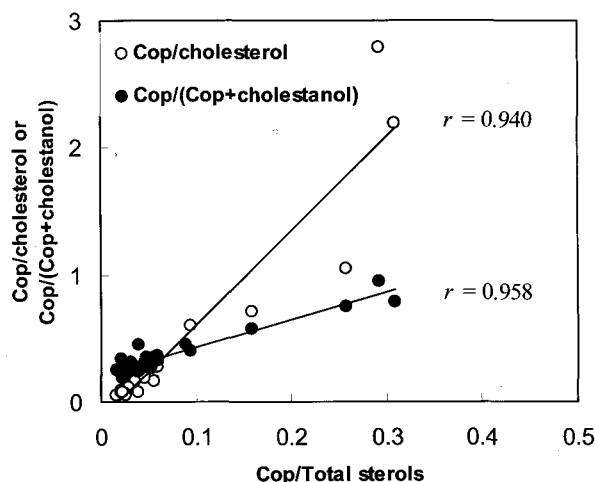 3
Cop/cholesterol
Cop/(Cop+cholestanol)
r = 0.940
2
Cop/cholesterol or
Cop/(Cop+cholestanol)
1
r = 0.958
0
0 0.1 0.2 0.3 0.4 0.5
Cop/Total sterols